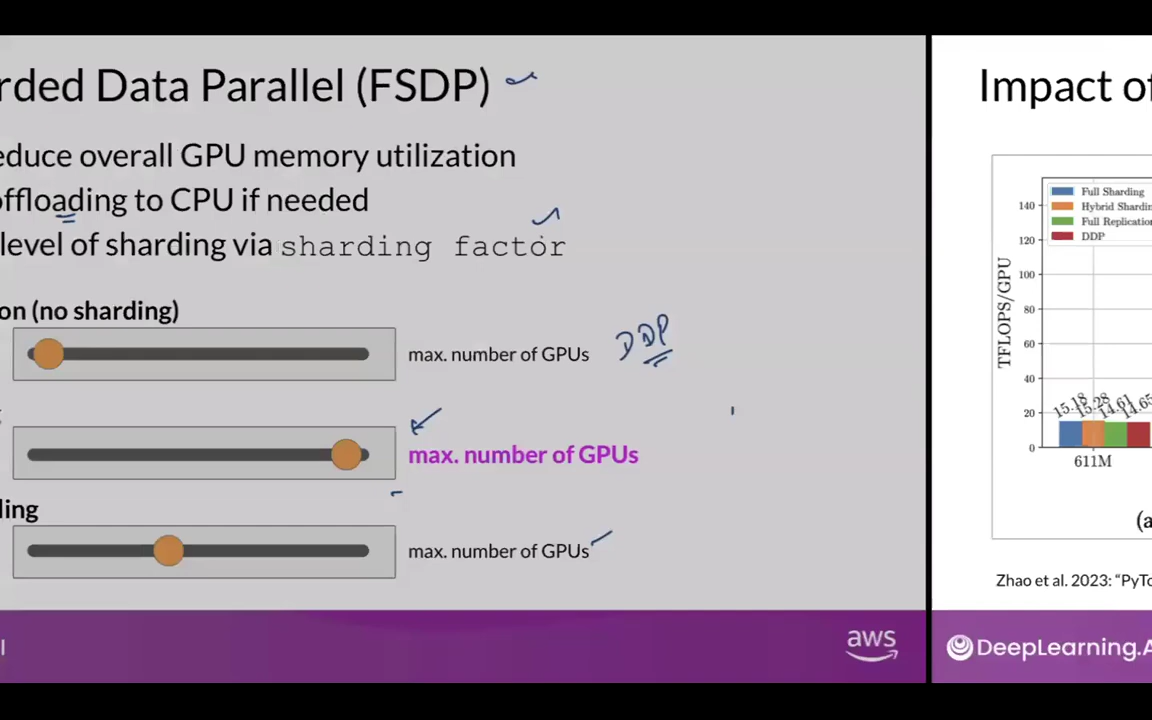 rded Data Parallel (FSDP)
educe overall GPU memory utilization
offloading to CPU if needed
level of sharding via sharding factor
on (no sharding)
max. number of GPUs
DDP
max. number of GPUs
ling
max. number of GPUs
aws
Impact of
Full Sharding
Hybrid Shardin
Full Replication
DDP
TFLOPS/GPU
140
120
100
80
60
40
20
0
15.18
15.28
14.61
14.65
611M
(a
Zhao et al. 2023: “PyTo
DeepLearning.A